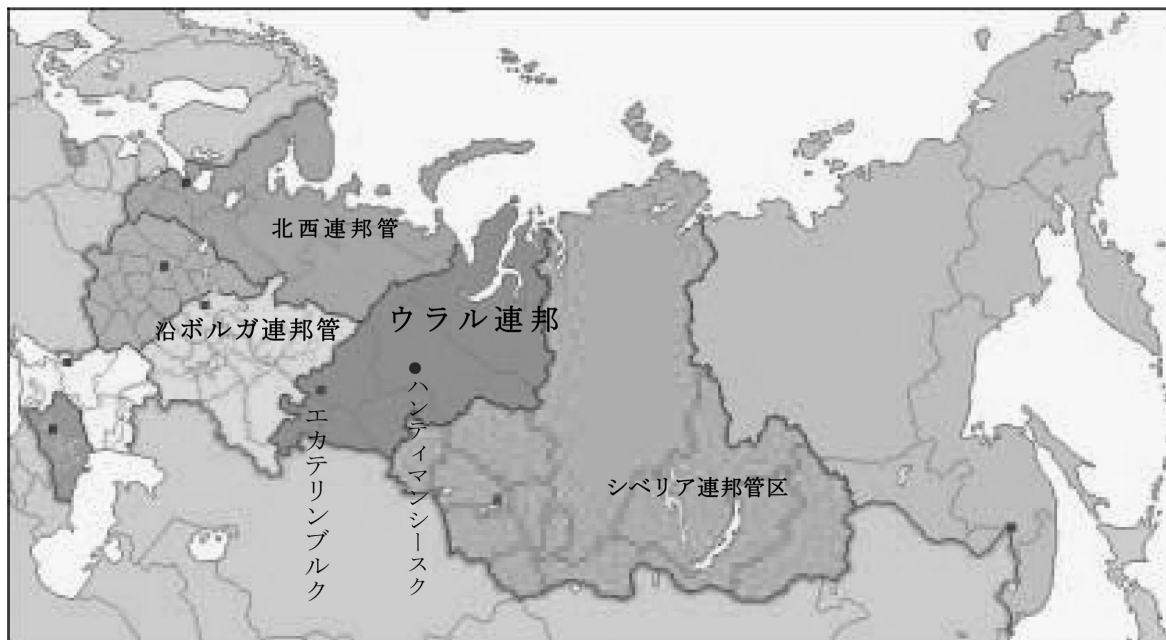 北西連邦管
ウラル連邦
沿ボルガ連邦管
ハンティマンシースク
エカテリンブルク
シベリア連邦管区